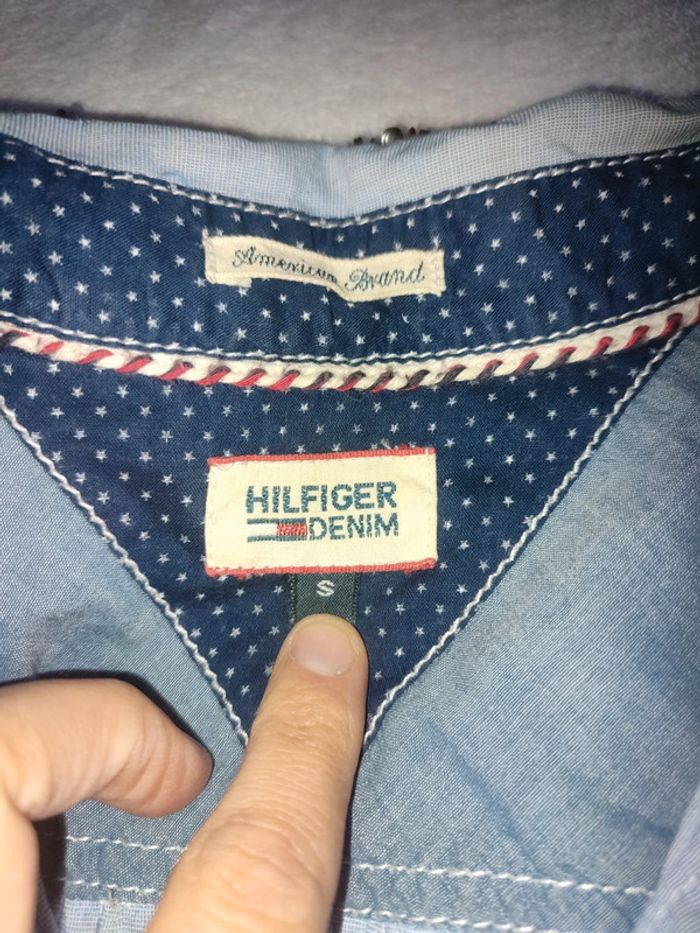 American Brand
HILFIGER
DENIM
S